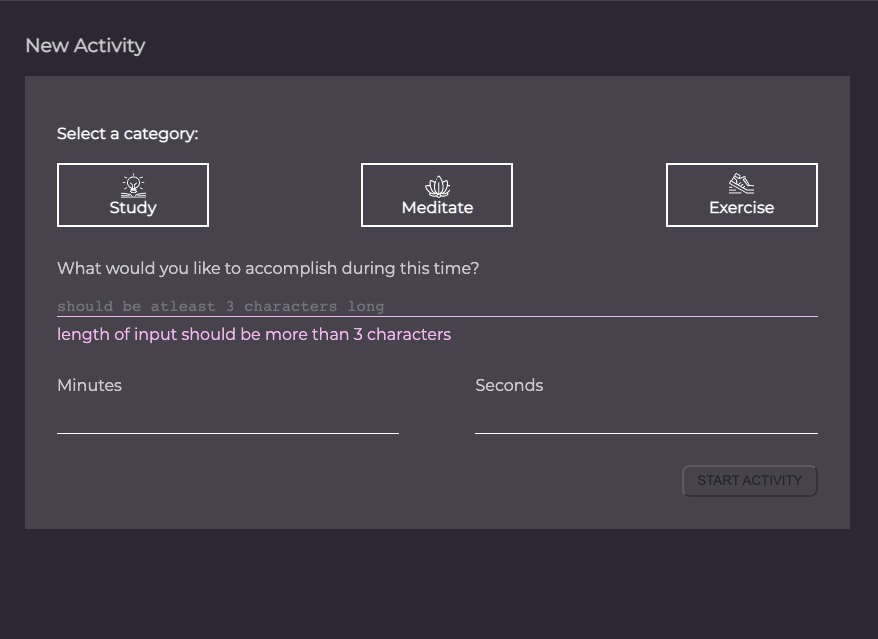 New Activity
Select a category:
Study
Meditate
Exercise
What would you like to accomplish during this time?
should be atleast 3 characters long
length of input should be more than 3 characters
Minutes
Seconds
START ACTIVITY